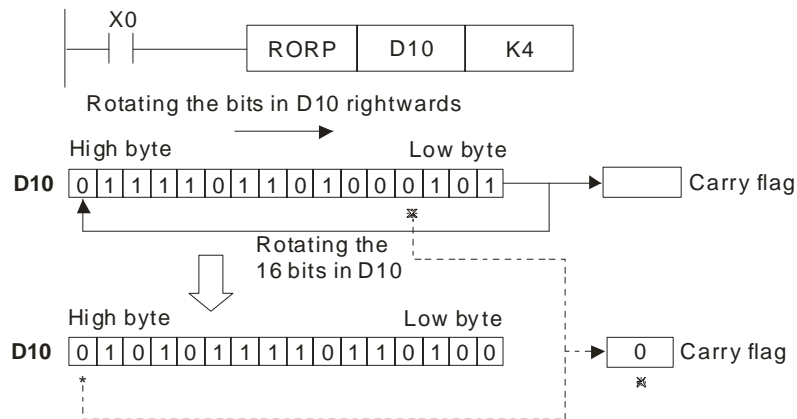 X0
RORP D10 K4
Rotating the bits in D10 rightwards
High byte Low byte
D10 0 1 1 1 1 0 1 1 0 1 0 0 0 1 0 1 Carry flag
※
Rotating the
16 bits in D10
High byte Low byte
D10 0 1 0 1 0 1 1 1 1 0 1 1 0 1 0 0 0 Carry flag
* ※